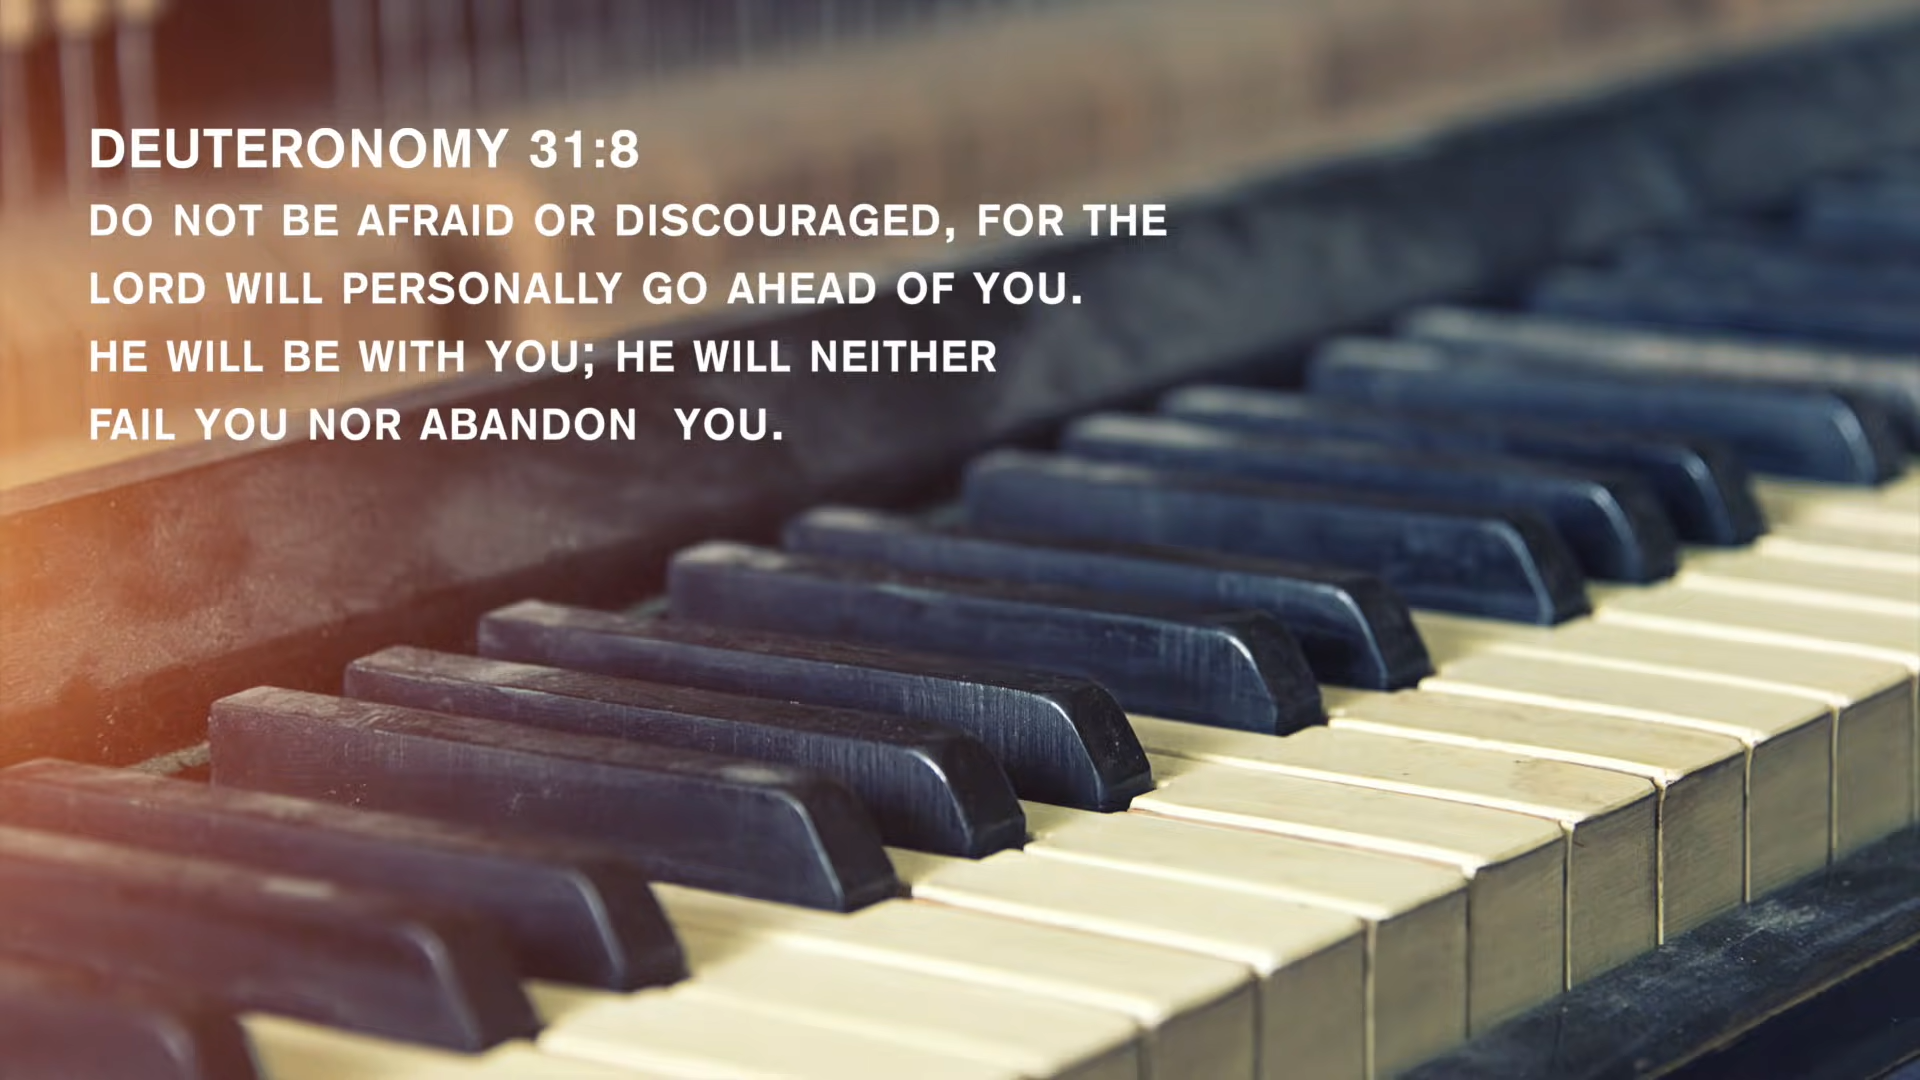 DEUTERONOMY 31:8
DO NOT BE AFRAID OR DISCOURAGED, FOR THE
LORD WILL PERSONALLY GO AHEAD OF YOU.
HE WILL BE WITH YOU; HE WILL NEITHER
FAIL YOU NOR ABANDON  YOU.